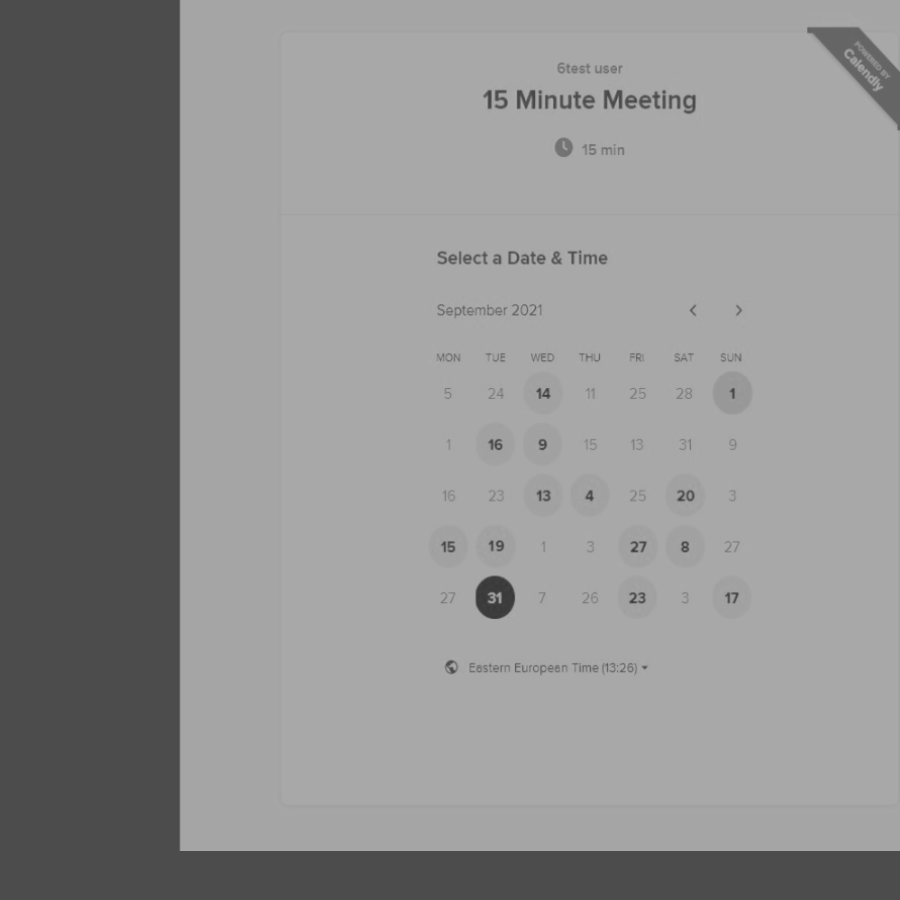 POWERED BY
Calendly
6test user
15 Minute Meeting
15 min
Select a Date & Time
September 2021
MON TUE WED THU FRI SAT SUN
5 24 14 11 25 28 1
1 16 9 15 13 31 9
16 23 13 4 25 20 3
15 19 1 3 27 8 27
27 31 7 26 23 3 17
Eastern European Time (13:26)